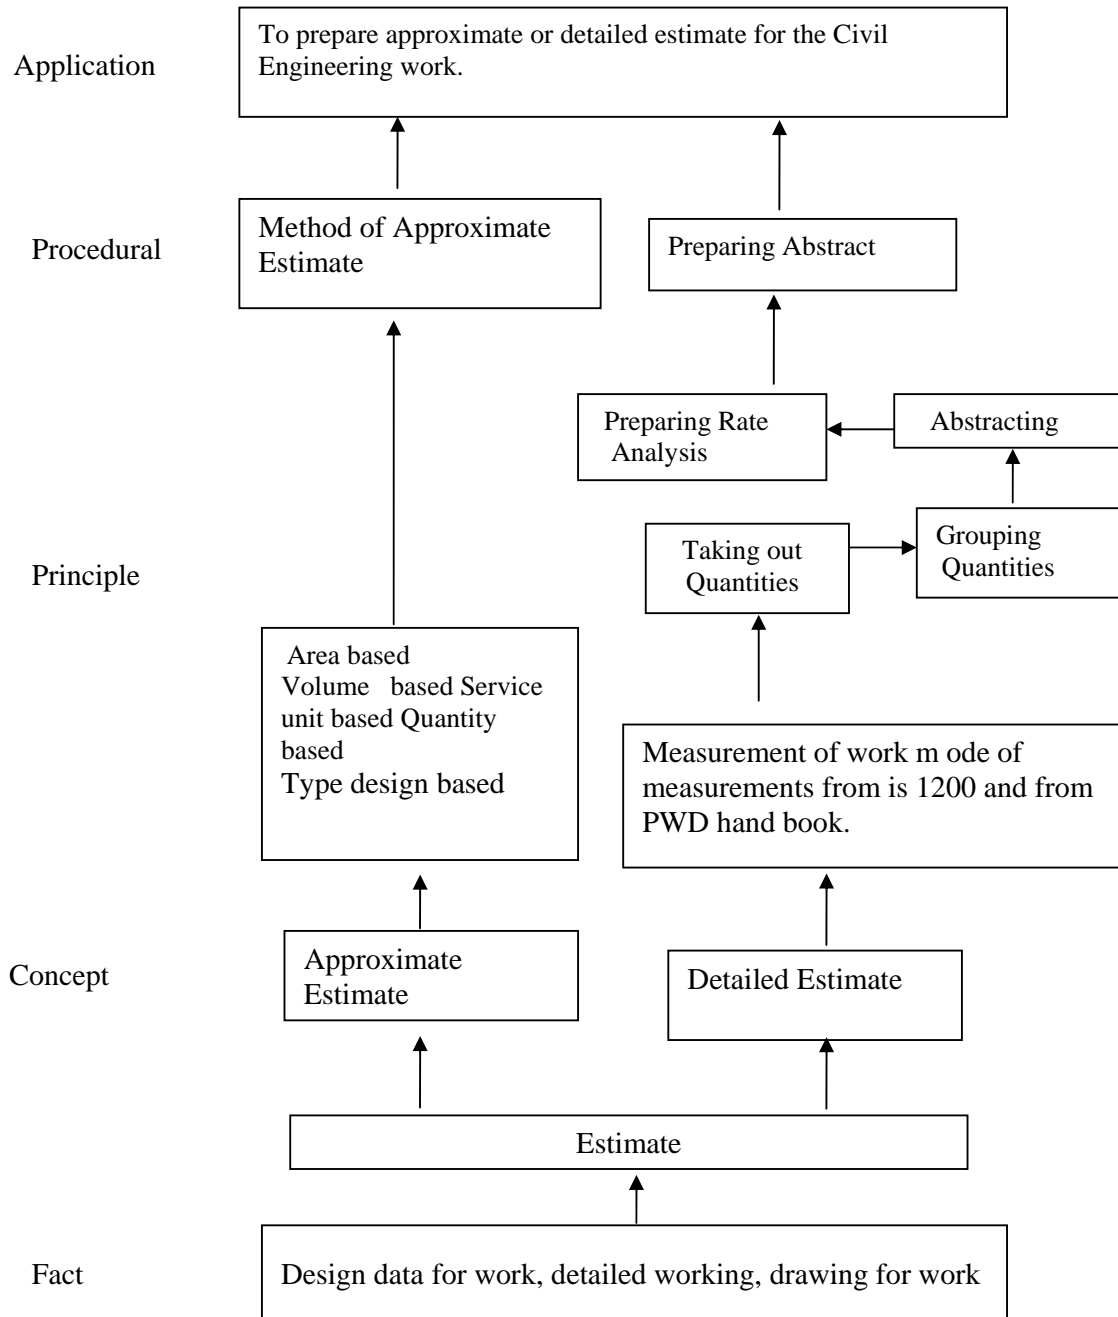 Application
To prepare approximate or detailed estimate for the Civil
Engineering work.
Procedural
Method of Approximate
Estimate
Preparing Abstract
Preparing Rate
Analysis
Abstracting
Principle
Taking out
Quantities
Grouping
Quantities
Area based
Volume based Service
unit based Quantity
based
Type design based
Measurement of work m ode of
measurements from is 1200 and from
PWD hand book.
Concept
Approximate
Estimate
Detailed Estimate
Estimate
Fact
Design data for work, detailed working, drawing for work